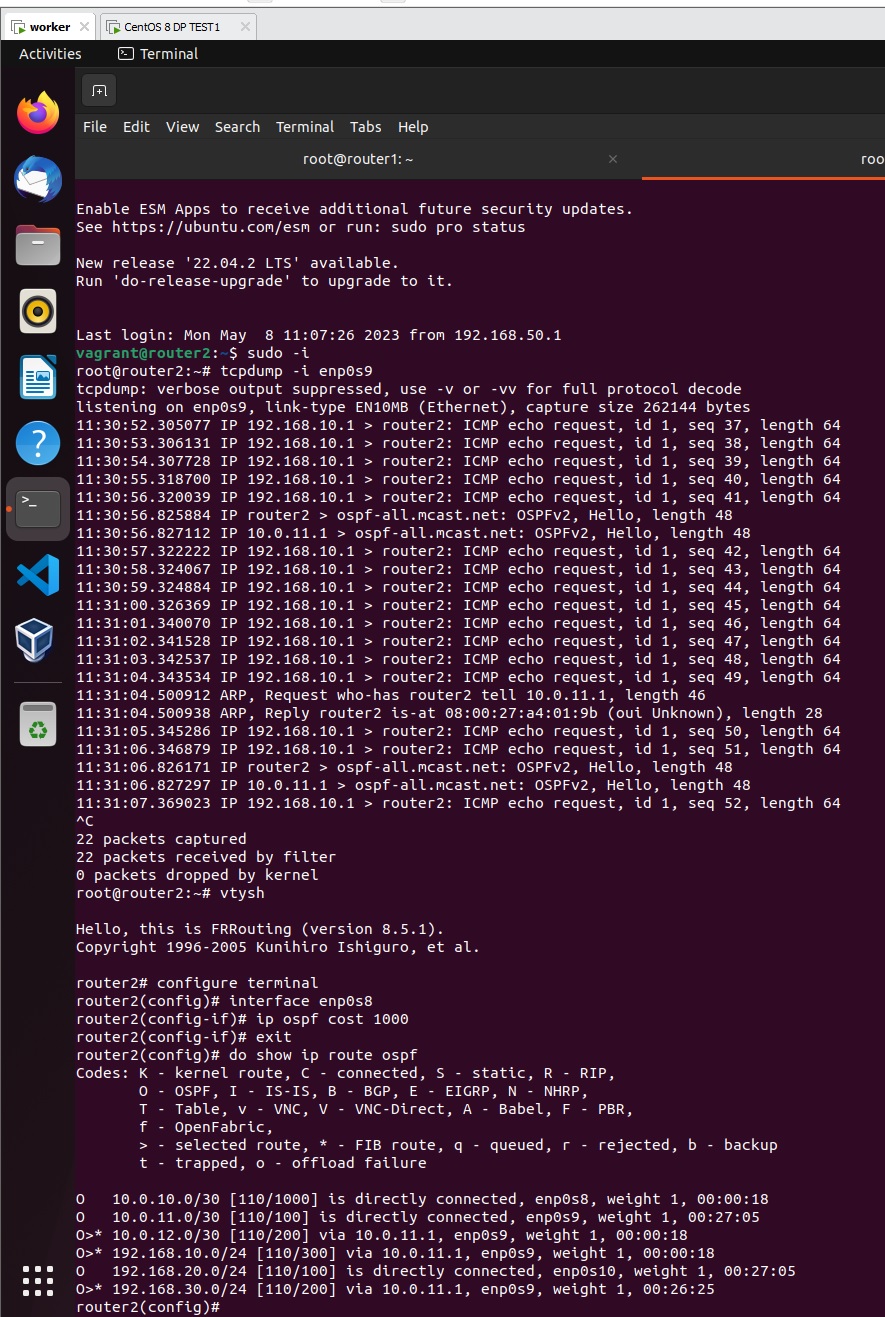 worker
CentOS 8 DP TEST1
Activities
Terminal
File Edit View Search Terminal Tabs Help
root@router1: ~
roo
Enable ESM Apps to receive additional future security updates.
See https://ubuntu.com/esm or run: sudo pro status
New release '22.04.2 LTS' available.
Run 'do-release-upgrade' to upgrade to it.
Last login: Mon May  8 11:07:26 2023 from 192.168.50.1
vagrant@router2:~$ sudo -i
root@router2:~# tcpdump -i enp0s9
tcpdump: verbose output suppressed, use -v or -vv for full protocol decode
listening on enp0s9, link-type EN10MB (Ethernet), capture size 262144 bytes
11:30:52.305077 IP 192.168.10.1 > router2: ICMP echo request, id 1, seq 37, length 64
11:30:53.306131 IP 192.168.10.1 > router2: ICMP echo request, id 1, seq 38, length 64
11:30:54.307728 IP 192.168.10.1 > router2: ICMP echo request, id 1, seq 39, length 64
11:30:55.318700 IP 192.168.10.1 > router2: ICMP echo request, id 1, seq 40, length 64
11:30:56.320039 IP 192.168.10.1 > router2: ICMP echo request, id 1, seq 41, length 64
11:30:56.825884 IP router2 > ospf-all.mcast.net: OSPFv2, Hello, length 48
11:30:56.827112 IP 10.0.11.1 > ospf-all.mcast.net: OSPFv2, Hello, length 48
11:30:57.322222 IP 192.168.10.1 > router2: ICMP echo request, id 1, seq 42, length 64
11:30:58.324067 IP 192.168.10.1 > router2: ICMP echo request, id 1, seq 43, length 64
11:30:59.324884 IP 192.168.10.1 > router2: ICMP echo request, id 1, seq 44, length 64
11:31:00.326369 IP 192.168.10.1 > router2: ICMP echo request, id 1, seq 45, length 64
11:31:01.340070 IP 192.168.10.1 > router2: ICMP echo request, id 1, seq 46, length 64
11:31:02.341528 IP 192.168.10.1 > router2: ICMP echo request, id 1, seq 47, length 64
11:31:03.342537 IP 192.168.10.1 > router2: ICMP echo request, id 1, seq 48, length 64
11:31:04.343534 IP 192.168.10.1 > router2: ICMP echo request, id 1, seq 49, length 64
11:31:04.500912 ARP, Request who-has router2 tell 10.0.11.1, length 46
11:31:04.500938 ARP, Reply router2 is-at 08:00:27:a4:01:9b (oui Unknown), length 28
11:31:05.345286 IP 192.168.10.1 > router2: ICMP echo request, id 1, seq 50, length 64
11:31:06.346879 IP 192.168.10.1 > router2: ICMP echo request, id 1, seq 51, length 64
11:31:06.826171 IP router2 > ospf-all.mcast.net: OSPFv2, Hello, length 48
11:31:06.827297 IP 10.0.11.1 > ospf-all.mcast.net: OSPFv2, Hello, length 48
11:31:07.369023 IP 192.168.10.1 > router2: ICMP echo request, id 1, seq 52, length 64
^C
22 packets captured
22 packets received by filter
0 packets dropped by kernel
root@router2:~# vtysh
Hello, this is FRRouting (version 8.5.1).
Copyright 1996-2005 Kunihiro Ishiguro, et al.
router2# configure terminal
router2(config)# interface enp0s8
router2(config-if)# ip ospf cost 1000
router2(config-if)# exit
router2(config)# do show ip route ospf
Codes: K - kernel route, C - connected, S - static, R - RIP,
       O - OSPF, I - IS-IS, B - BGP, E - EIGRP, N - NHRP,
       T - Table, v - VNC, V - VNC-Direct, A - Babel, F - PBR,
       f - OpenFabric,
       > - selected route, * - FIB route, q - queued, r - rejected, b - backup
       t - trapped, o - offload failure
O   10.0.10.0/30 [110/1000] is directly connected, enp0s8, weight 1, 00:00:18
O   10.0.11.0/30 [110/100] is directly connected, enp0s9, weight 1, 00:27:05
O>* 10.0.12.0/30 [110/200] via 10.0.11.1, enp0s9, weight 1, 00:00:18
O>* 192.168.10.0/24 [110/300] via 10.0.11.1, enp0s9, weight 1, 00:00:18
O   192.168.20.0/24 [110/100] is directly connected, enp0s10, weight 1, 00:27:05
O>* 192.168.30.0/24 [110/200] via 10.0.11.1, enp0s9, weight 1, 00:26:25
router2(config)#